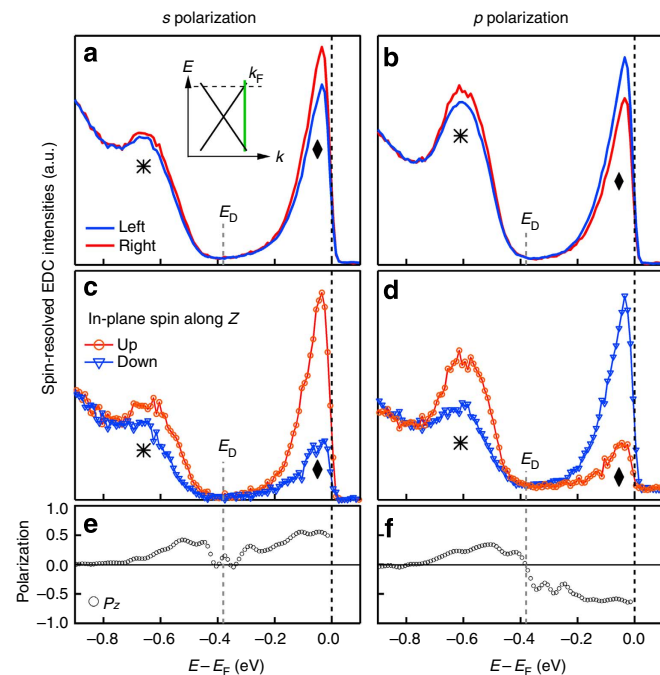 s polarization
p polarization
Spin-resolved EDC intensities (a.u.)
a
E
k_F
k
E_D
Left
Right
b
E_D
c
In-plane spin along Z
Up
Down
E_D
d
E_D
Polarization
1.0
0.5
0.0
−0.5
−1.0
e
Pz
f
−0.8
−0.6
−0.4
−0.2
0.0
−0.8
−0.6
−0.4
−0.2
0.0
E – E_F (eV)
E – E_F (eV)